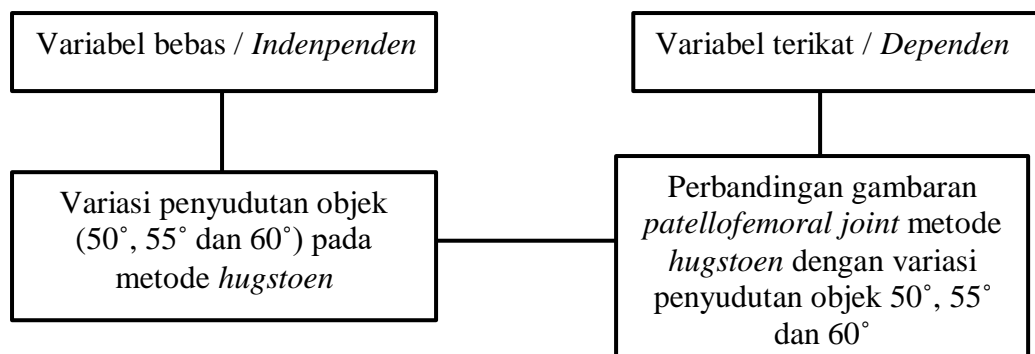 Variabel bebas / Indenpenden
Variabel terikat / Dependen
Variasi penyudutan objek
(50˚, 55˚ dan 60˚) pada
metode hugstoen
Perbandingan gambaran
patellofemoral joint metode
hugstoen dengan variasi
penyudutan objek 50˚, 55˚
dan 60˚